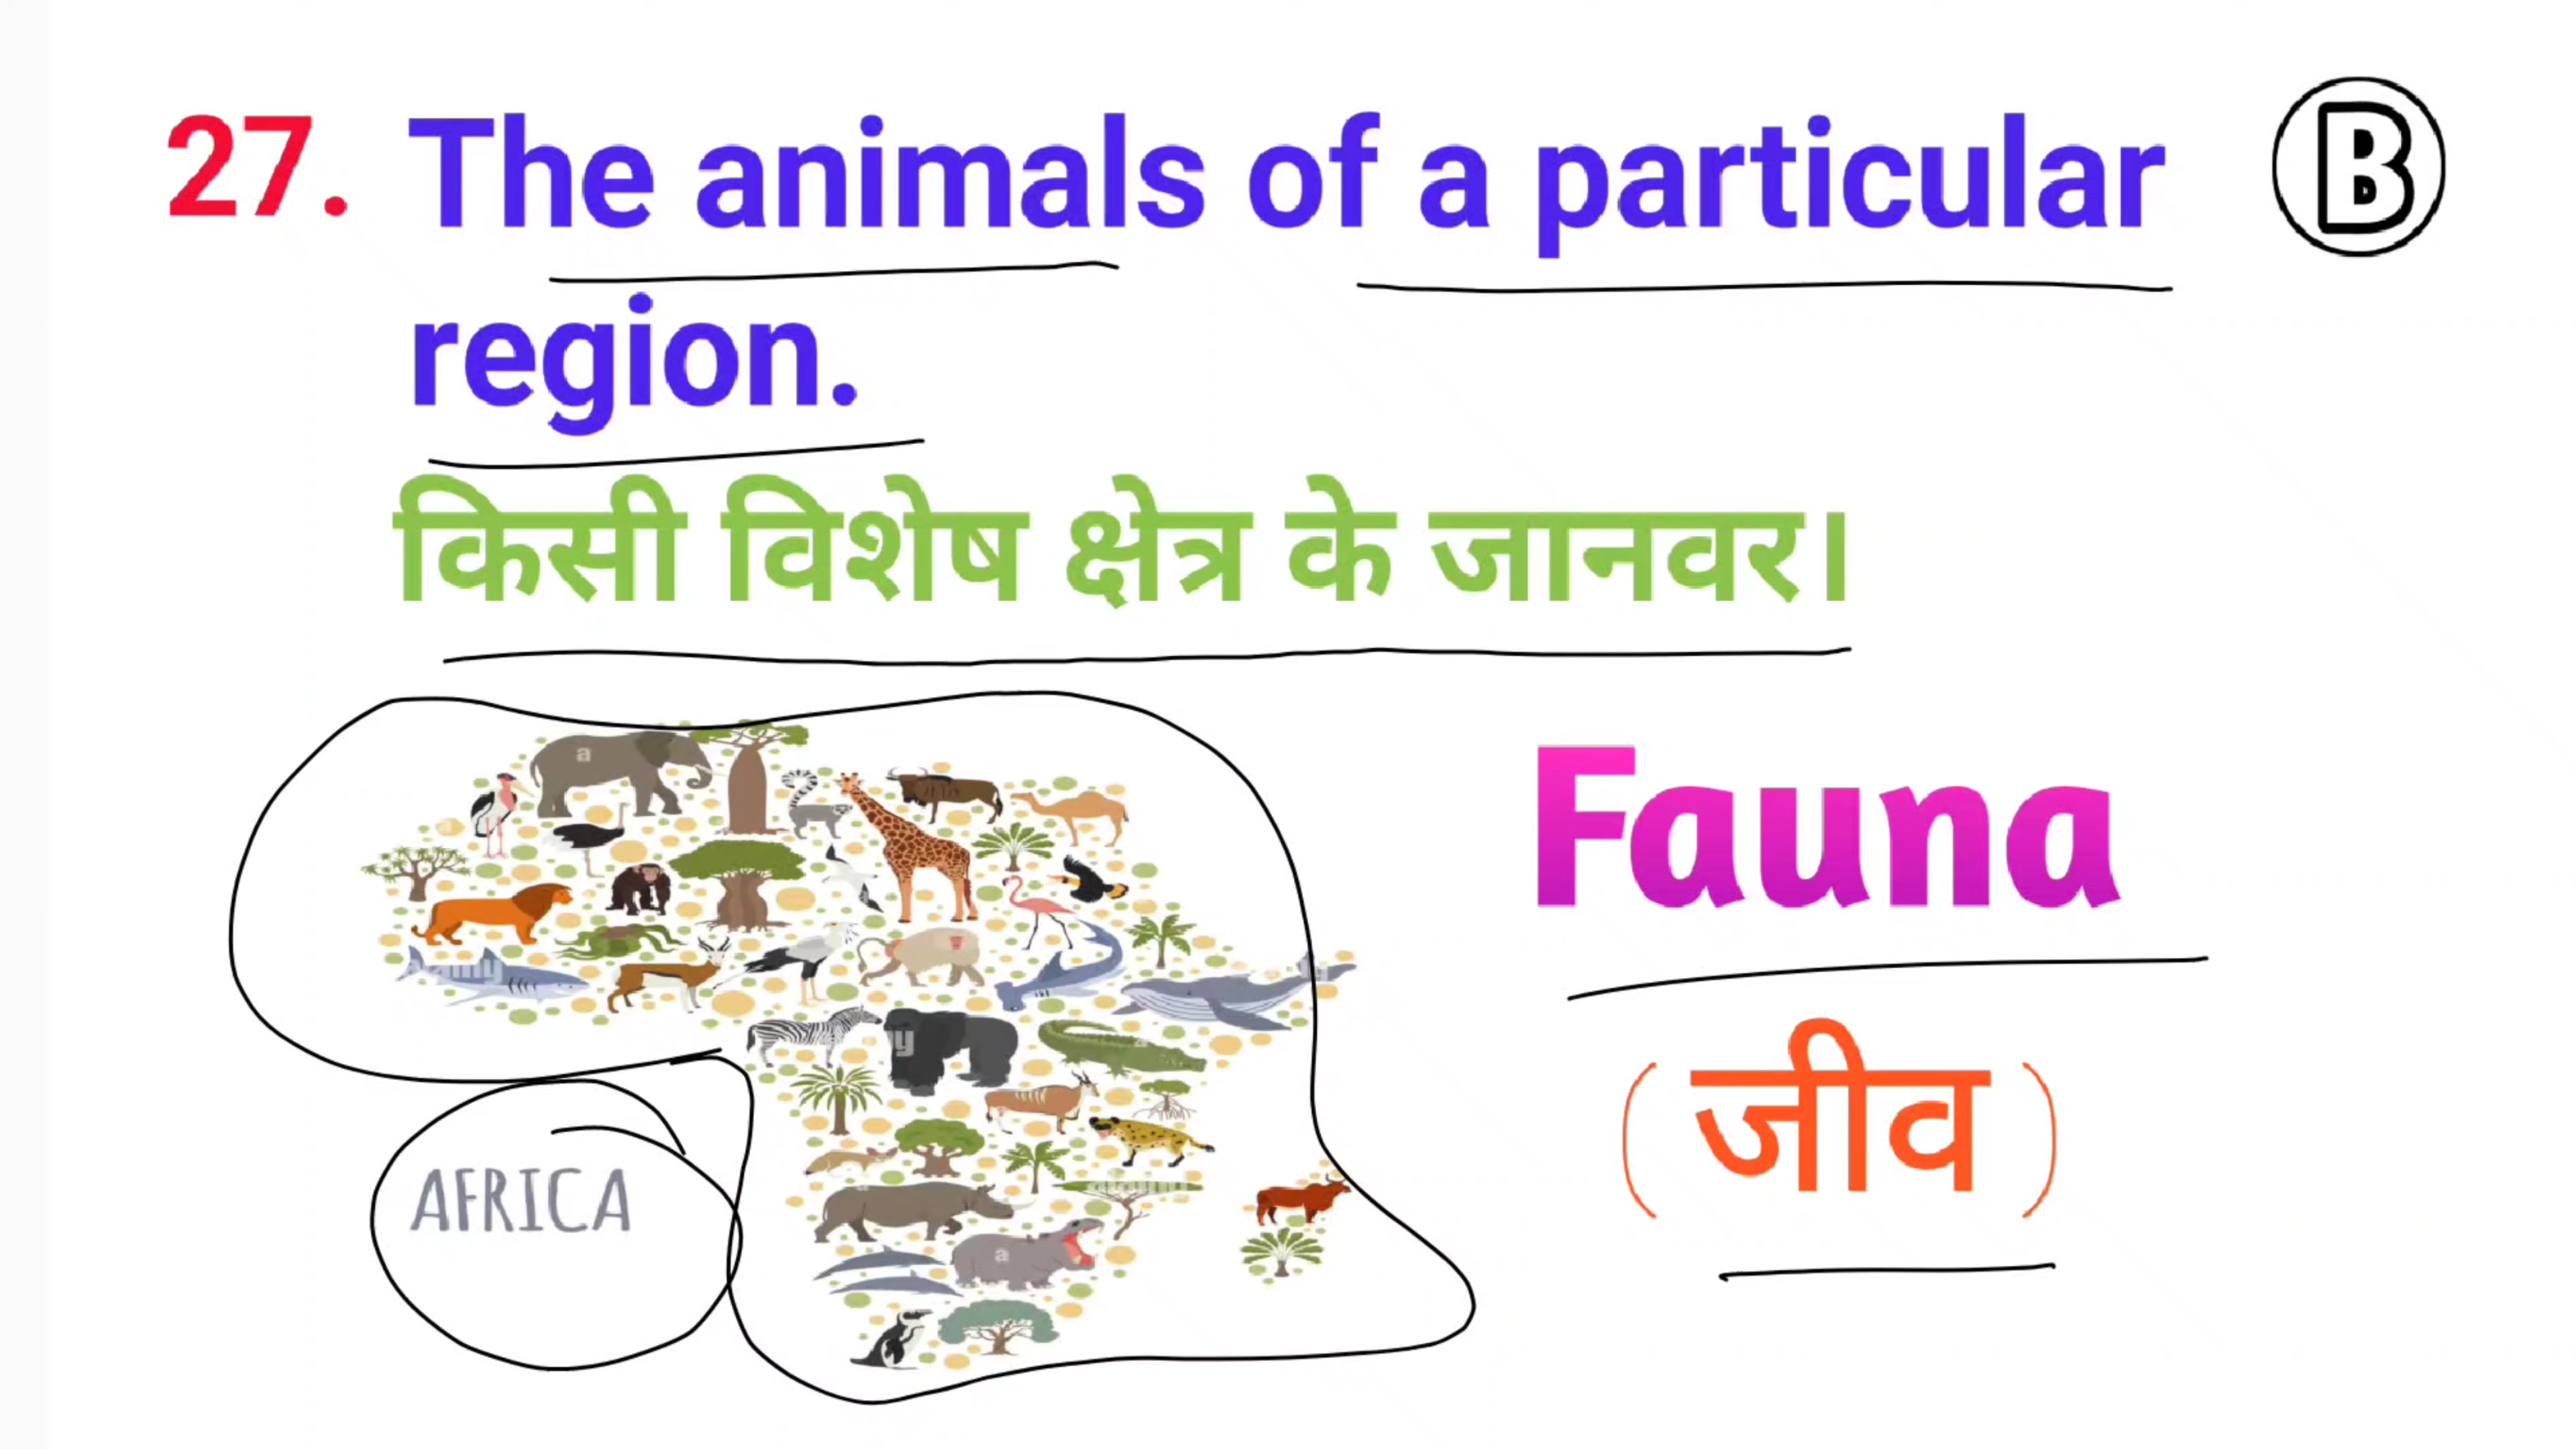 27. The animals of a particular
region.
B
किसी विशेष क्षेत्र के जानवर।
Fauna
(जीव)
AFRICA